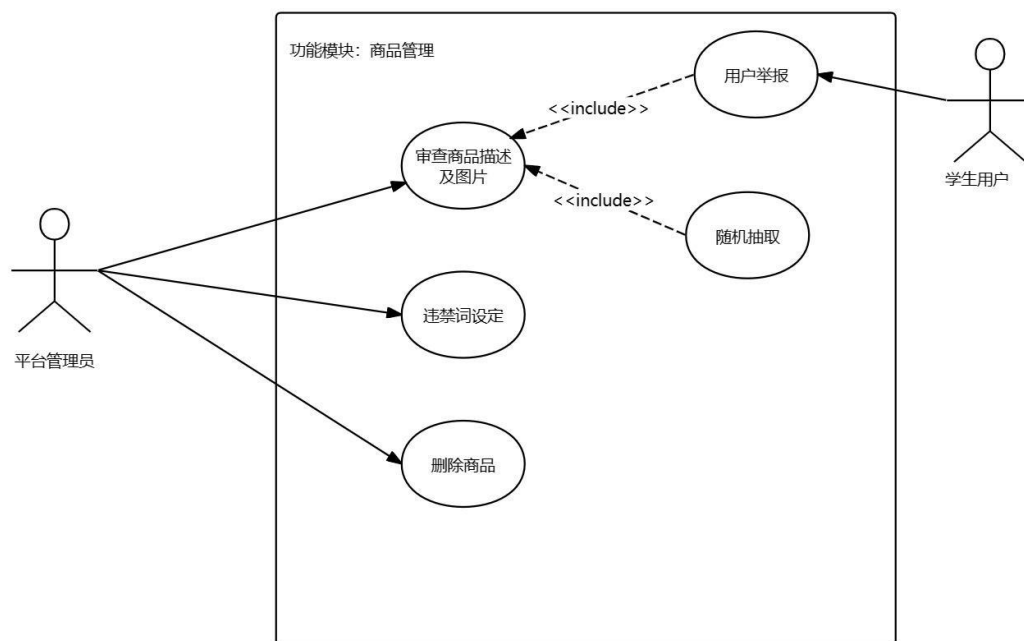 功能模块：商品管理
用户举报
<<include>>
审查商品描述
及图片
学生用户
<<include>>
随机抽取
违禁词设定
平台管理员
删除商品